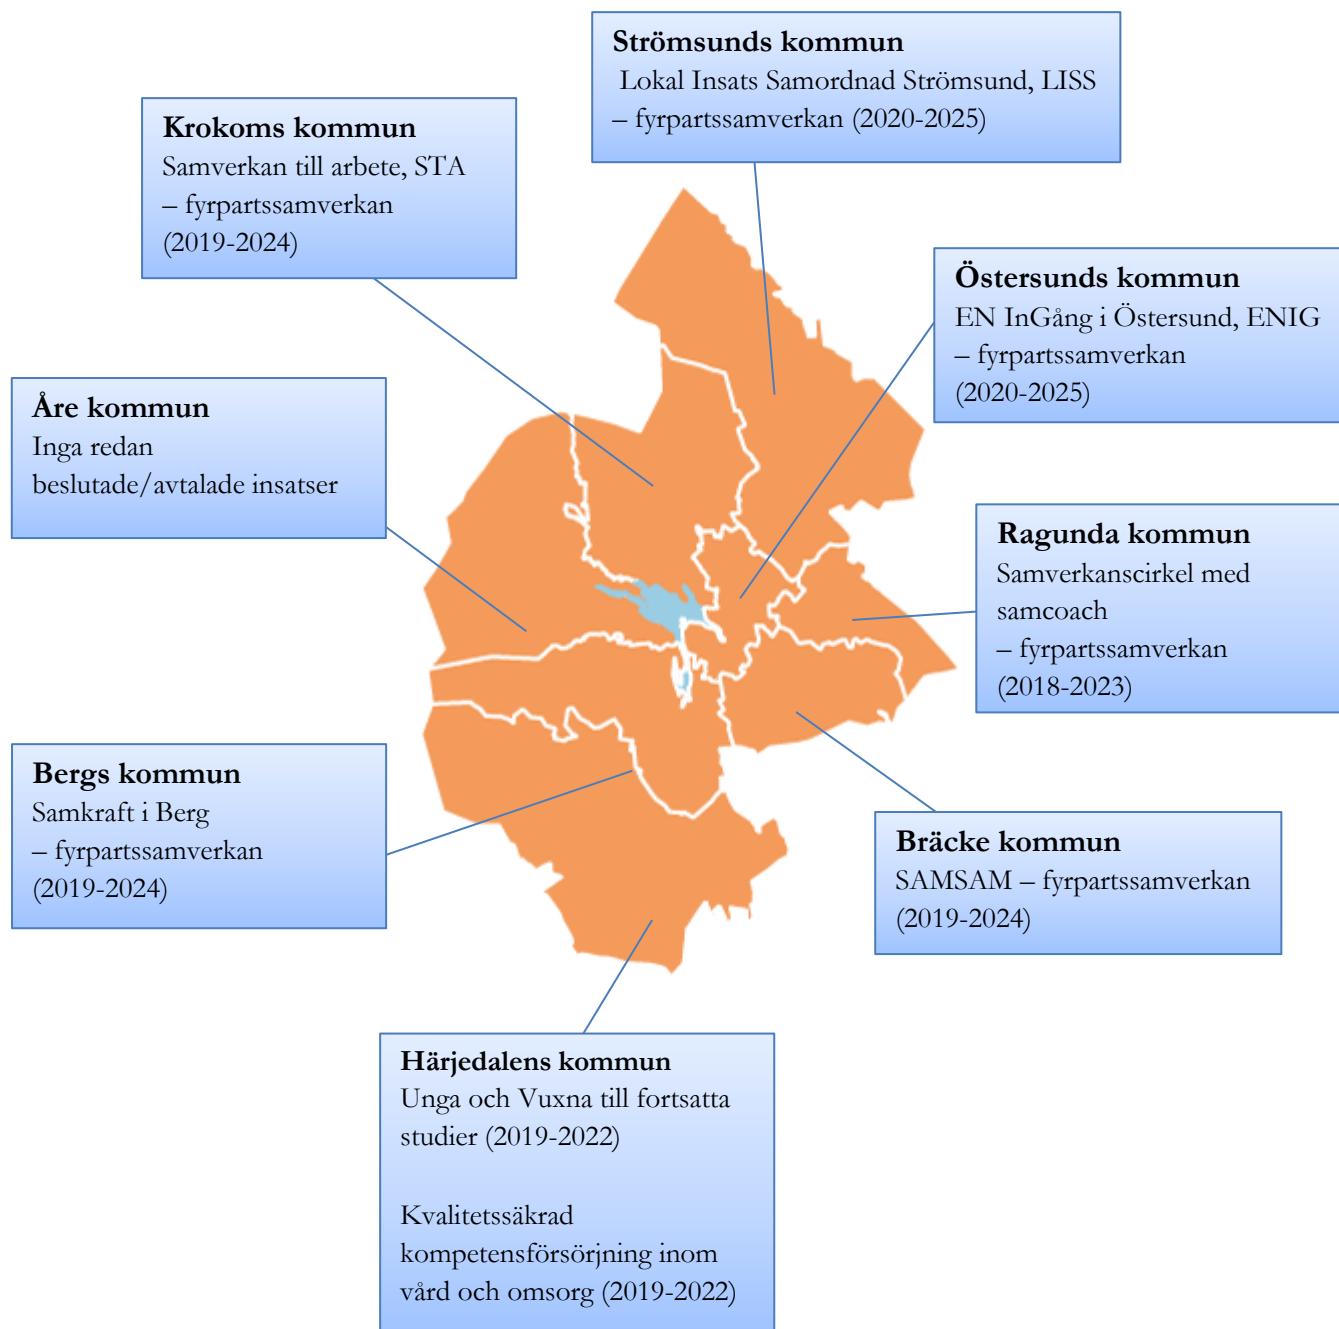 Strömsunds kommun
Lokal Insats Samordnad Strömsund, LISS
– fyrpartssamverkan (2020-2025)
Krokoms kommun
Samverkan till arbete, STA
– fyrpartssamverkan
(2019-2024)
Östersunds kommun
EN InGång i Östersund, ENIG
– fyrpartssamverkan
(2020-2025)
Åre kommun
Inga redan
beslutade/avtalade insatser
Ragunda kommun
Samverkanscirkel med
samcoach
– fyrpartssamverkan
(2018-2023)
Bergs kommun
Samkraft i Berg
– fyrpartssamverkan
(2019-2024)
Bräcke kommun
SAMSAM – fyrpartssamverkan
(2019-2024)
Härjedalens kommun
Unga och Vuxna till fortsatta
studier (2019-2022)
Kvalitetssäkrad
kompetensförsörjning inom
vård och omsorg (2019-2022)